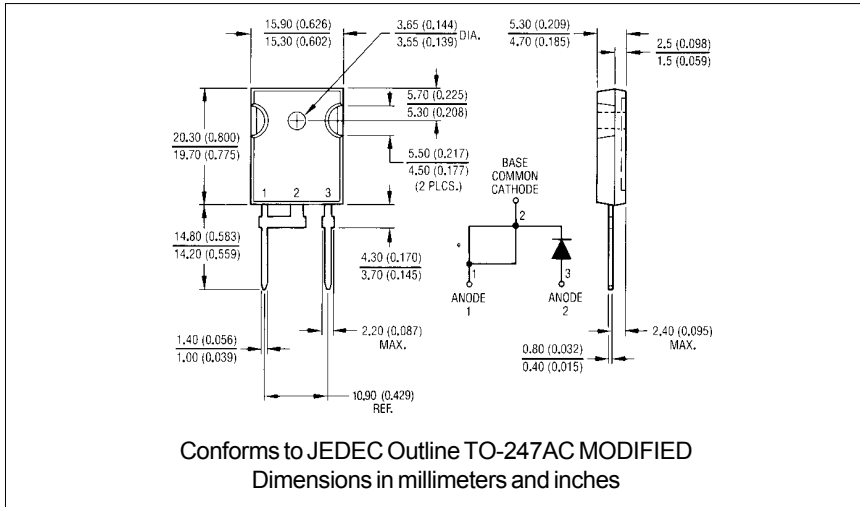 15.90 (0.626)
15.30 (0.602)
3.65 (0.144)
3.55 (0.139)
DIA.
5.30 (0.209)
4.70 (0.185)
2.5 (0.098)
1.5 (0.059)
5.70 (0.225)
5.30 (0.208)
20.30 (0.800)
19.70 (0.775)
5.50 (0.217)
4.50 (0.177)
(2 PLCS.)
BASE
COMMON
CATHODE
1 2 3
2
14.80 (0.583)
14.20 (0.559)
4.30 (0.170)
3.70 (0.145)
1
3
ANODE
1
ANODE
2
1.40 (0.056)
1.00 (0.039)
2.20 (0.087)
MAX.
2.40 (0.095)
MAX.
0.80 (0.032)
0.40 (0.015)
10.90 (0.429)
REF.
Conforms to JEDEC Outline TO-247AC MODIFIED
Dimensions in millimeters and inches